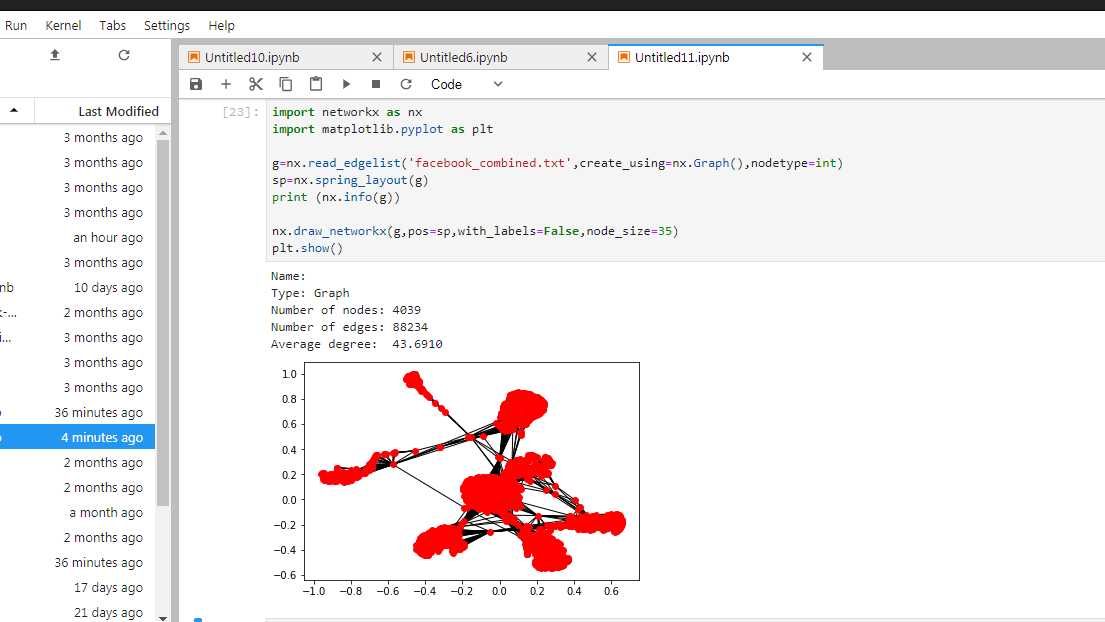 Run Kernel Tabs Settings Help
Untitled10.ipynb Untitled6.ipynb Untitled11.ipynb
Code
Last Modified
3 months ago
3 months ago
3 months ago
3 months ago
an hour ago
3 months ago
nb 10 days ago
2 months ago
3 months ago
3 months ago
3 months ago
36 minutes ago
4 minutes ago
2 months ago
2 months ago
a month ago
2 months ago
36 minutes ago
17 days ago
21 days ago
[23]:
import networkx as nx
import matplotlib.pyplot as plt
g=nx.read_edgelist('facebook_combined.txt',create_using=nx.Graph(),nodetype=int)
sp=nx.spring_layout(g)
print (nx.info(g))
nx.draw_networkx(g,pos=sp,with_labels=False,node_size=35)
plt.show()
Name:
Type: Graph
Number of nodes: 4039
Number of edges: 88234
Average degree: 43.6910
1.0
0.8
0.6
0.4
0.2
0.0
−0.2
−0.4
−0.6
−1.0 −0.8 −0.6 −0.4 −0.2 0.0 0.2 0.4 0.6